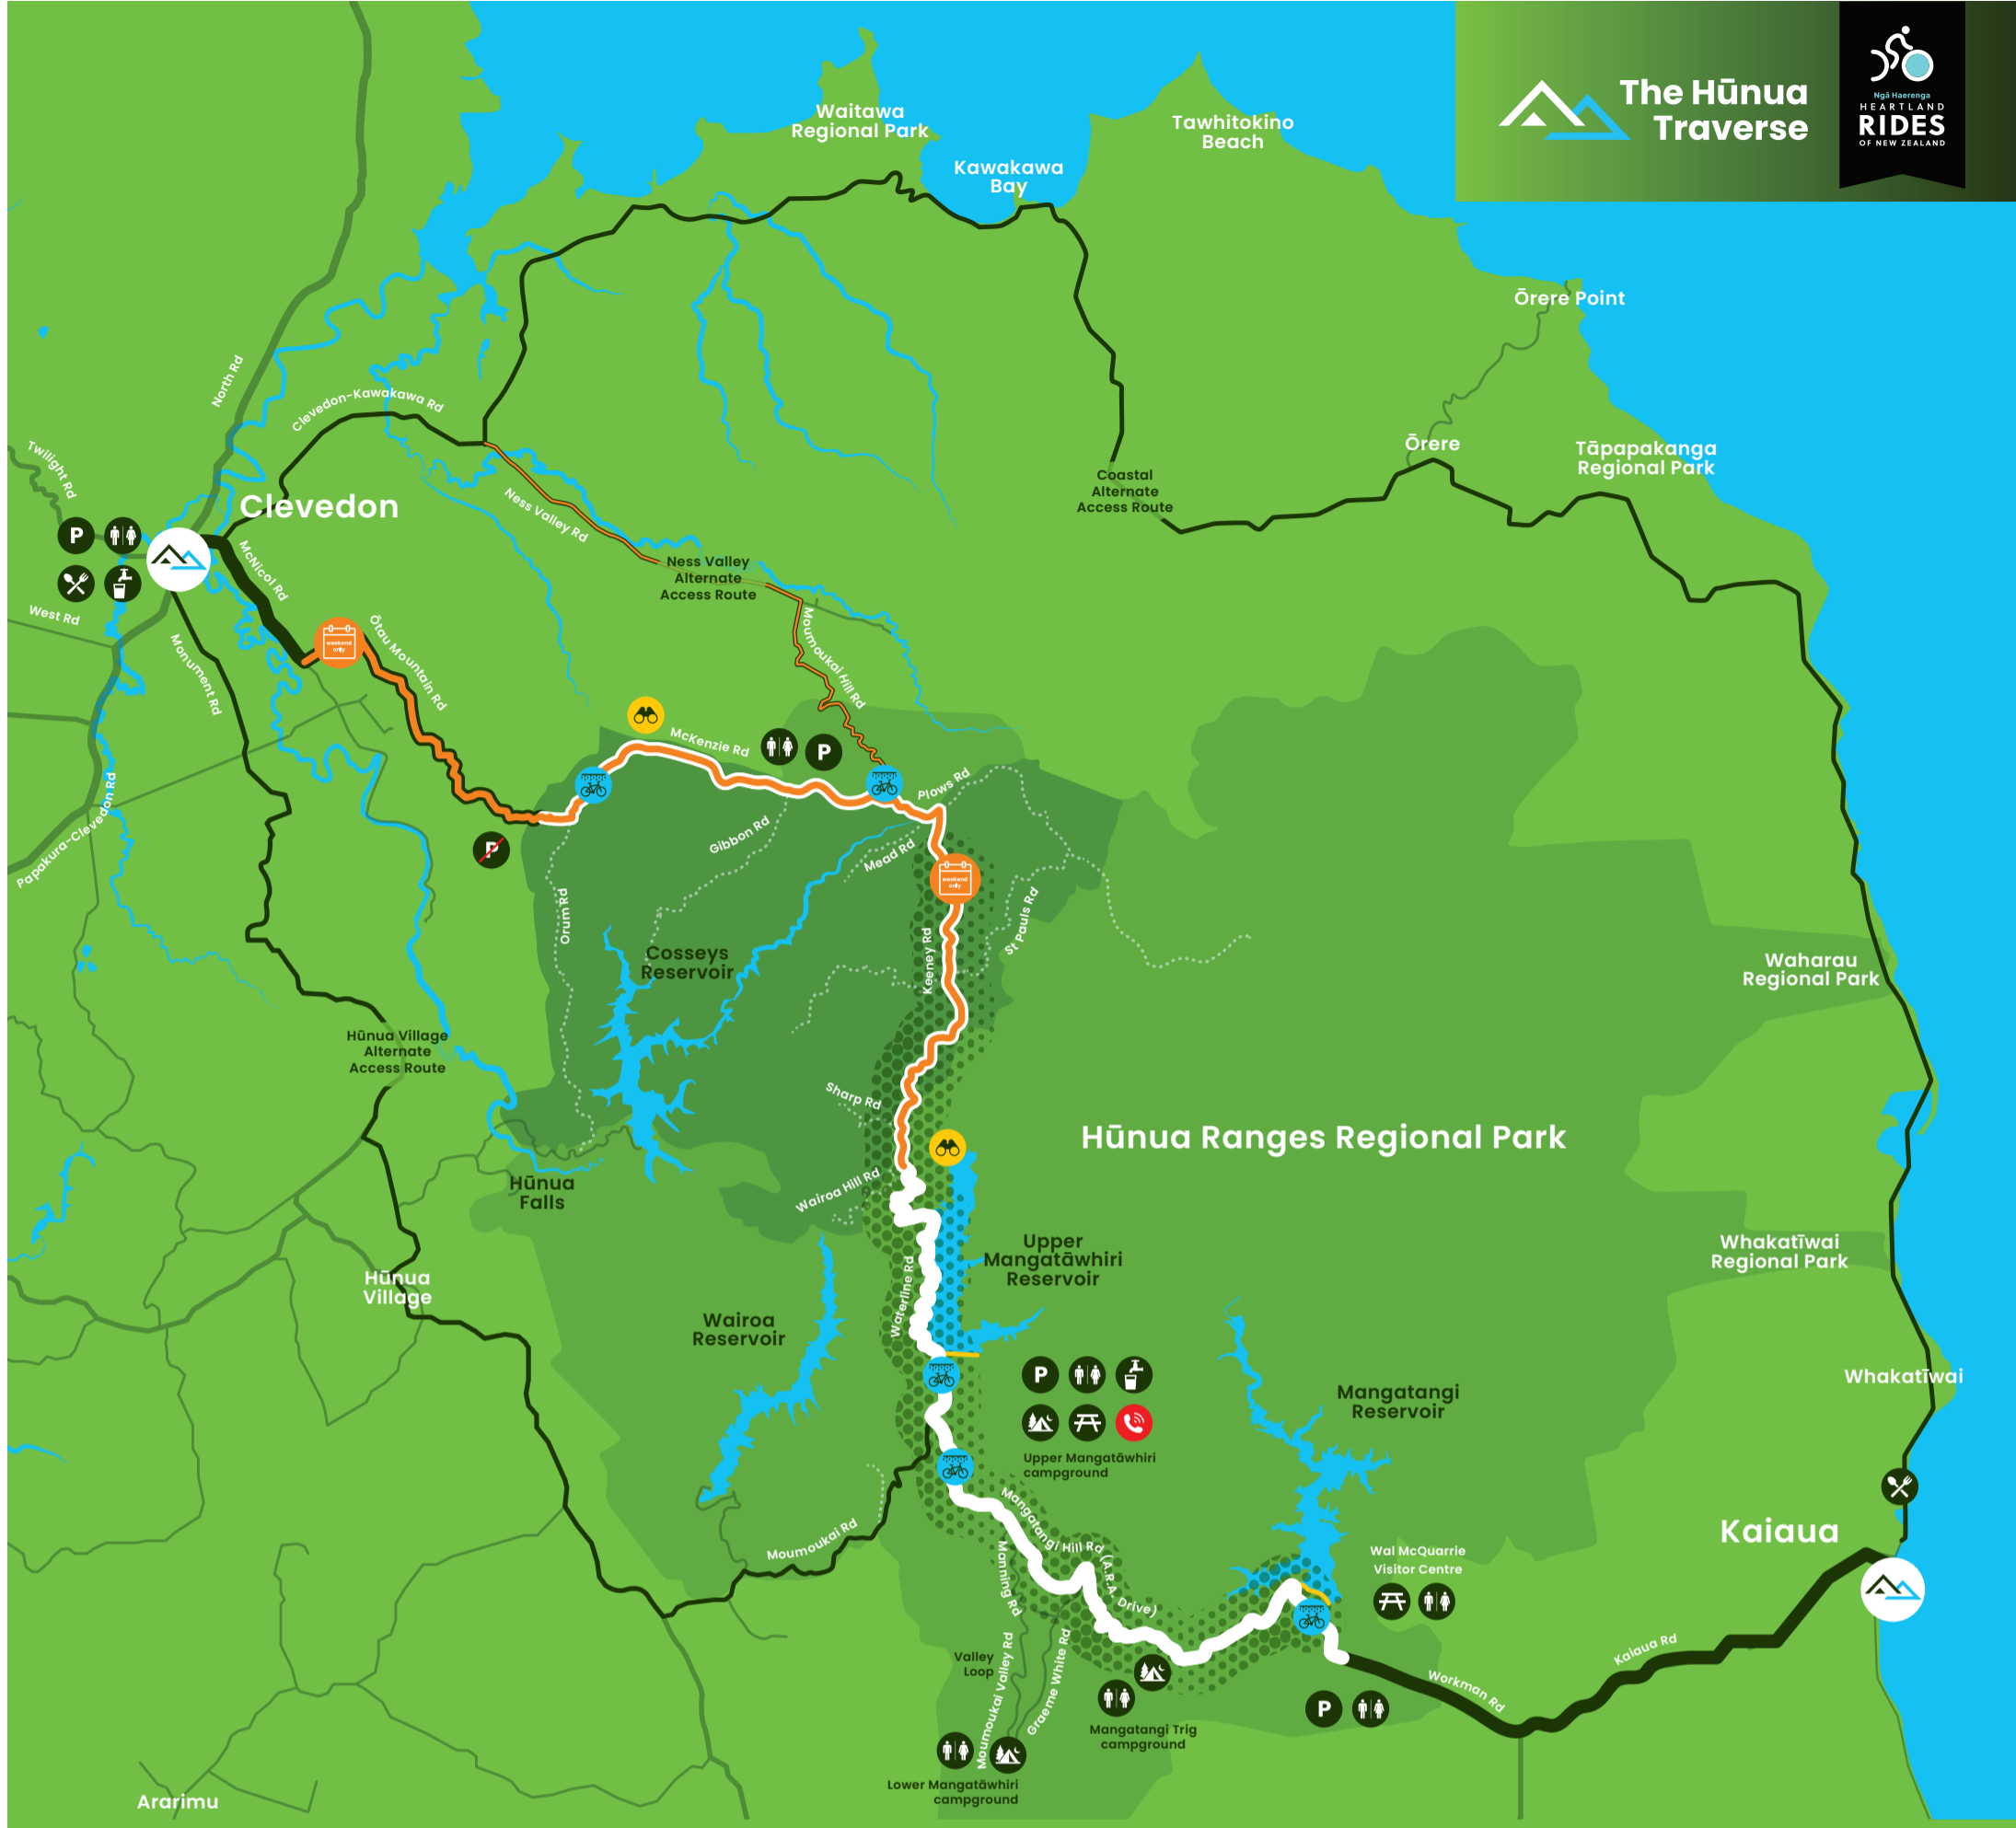 The Hūnua
Traverse
Ngā Haerenga
HEARTLAND
RIDES
OF NEW ZEALAND
Waitawa
Regional Park
Tawhitokino
Beach
Kawakawa
Bay
Ōrere Point
North Rd
Clevedon-Kawakawa Rd
Twilight Rd
Ōrere
Tāpapakanga
Regional Park
Coastal
Alternate
Access Route
Clevedon
Ness Valley Rd
P
McNicol Rd
Ness Valley
Alternate
Access Route
West Rd
Monument Rd
weekend
only
Ōtau Mountain Rd
Moumoukai Hill Rd
McKenzie Rd
P
Plows Rd
Papakura-Clevedon Rd
P
Gibbon Rd
Mead Rd
weekend
only
Orum Rd
St Pauls Rd
Keeney Rd
Cosseys
Reservoir
Waharau
Regional Park
Hūnua Village
Alternate
Access Route
Sharp Rd
Hūnua Ranges Regional Park
Hūnua
Falls
Wairoa Hill Rd
Upper
Mangatāwhiri
Reservoir
Whakatīwai
Regional Park
Hūnua
Village
Waterline Rd
Wairoa
Reservoir
P
Whakatīwai
Mangatangi
Reservoir
Upper Mangatāwhiri
campground
Mangatangi Hill Rd (A.R.A. Drive)
Moumoukai Rd
Kaiaua
Wal McQuarrie
Visitor Centre
Manning Rd
Valley
Loop
Moumoukai Valley Rd
Graeme White Rd
Kaiaua Rd
Workman Rd
P
Mangatangi Trig
campground
Lower Mangatāwhiri
campground
Ararimu